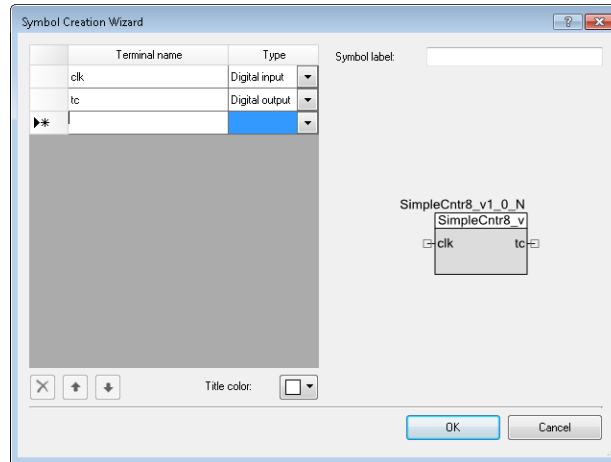 Symbol Creation Wizard
Terminal name Type
clk Digital input
tc Digital output
Symbol label:
SimpleCntr8_v1_0_N
SimpleCntr8_v
clk tc
Title color:
OK Cancel